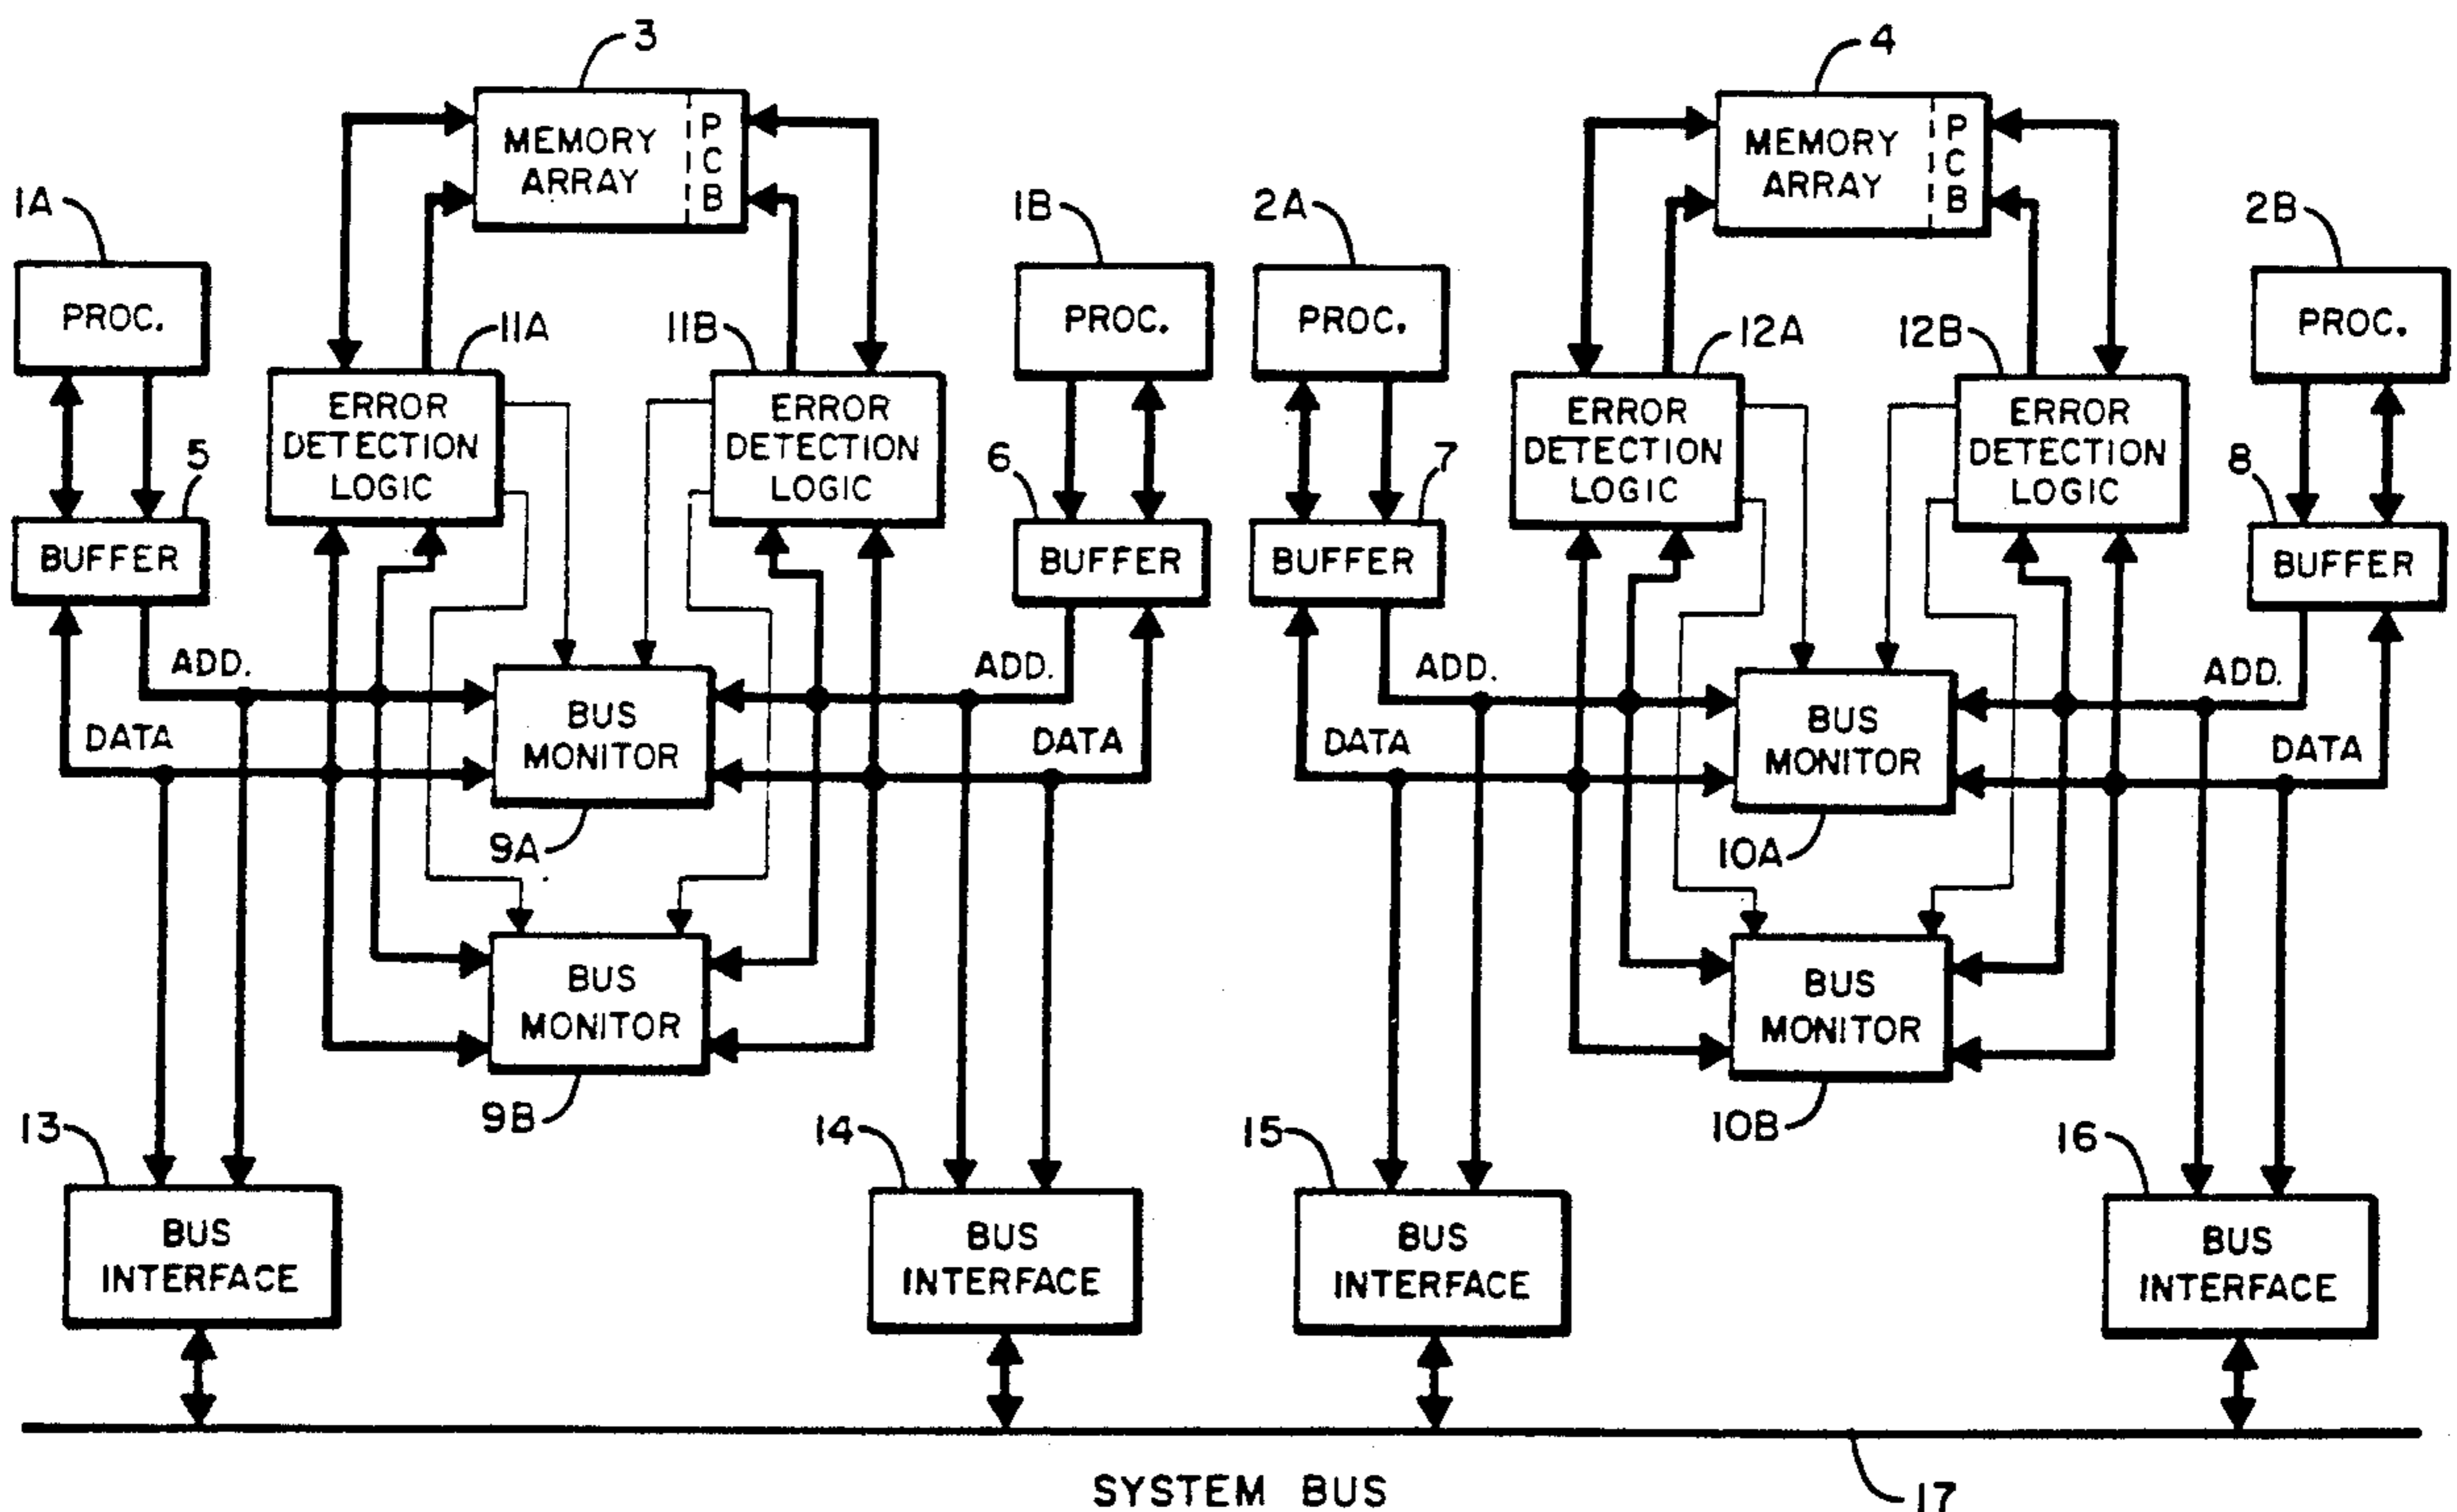 3
4
MEMORY
ARRAY
P
C
B
MEMORY
ARRAY
P
C
B
1A
1B
2A
2B
PROC.
PROC.
PROC.
PROC.
11A
11B
12A
12B
ERROR
DETECTION
LOGIC
ERROR
DETECTION
LOGIC
ERROR
DETECTION
LOGIC
ERROR
DETECTION
LOGIC
5
6
7
8
BUFFER
BUFFER
BUFFER
BUFFER
ADD.
ADD.
ADD.
ADD.
DATA
DATA
DATA
DATA
BUS
MONITOR
BUS
MONITOR
9A
10A
BUS
MONITOR
BUS
MONITOR
9B
10B
13
14
15
16
BUS
INTERFACE
BUS
INTERFACE
BUS
INTERFACE
BUS
INTERFACE
SYSTEM BUS
17